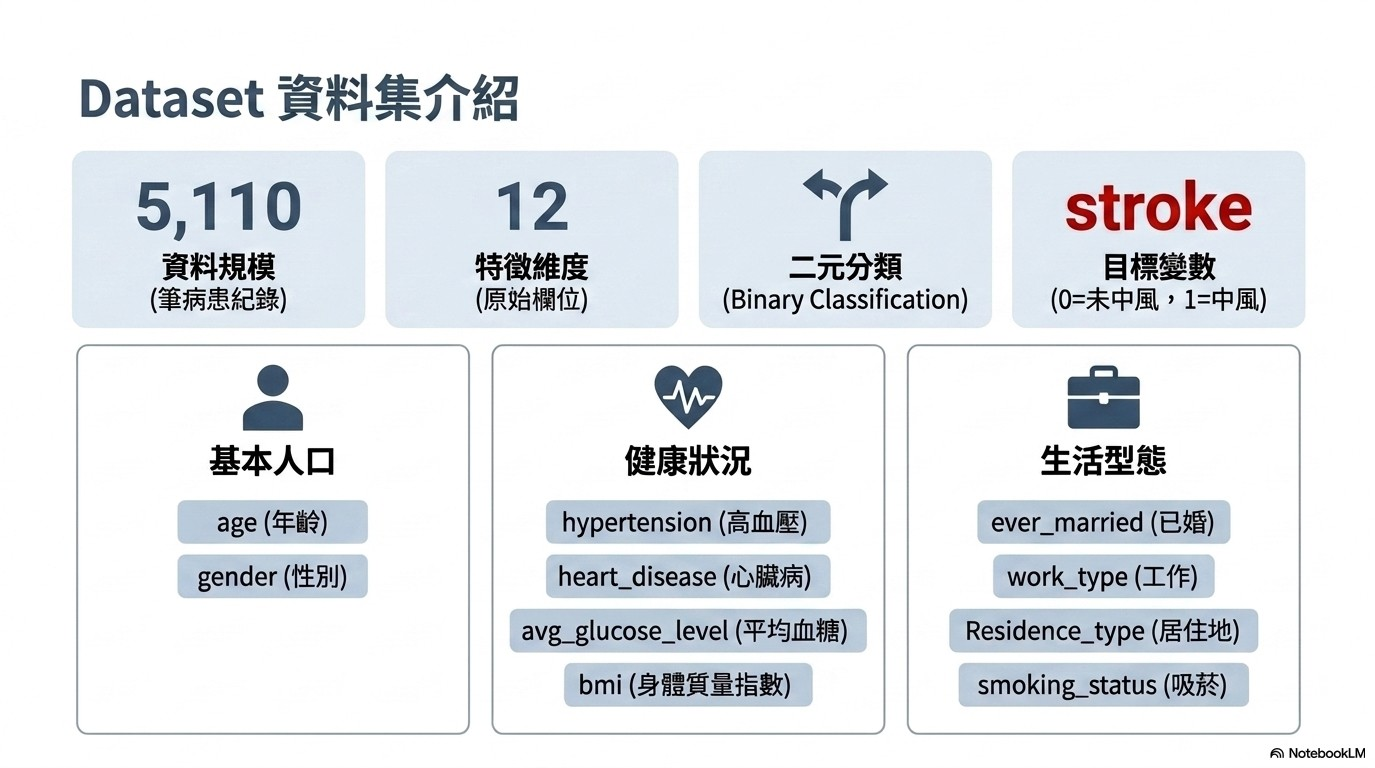 Dataset 資料集介紹
5,110
資料規模
(筆病患紀錄)
12
特徵維度
(原始欄位)
二元分類
(Binary Classification)
stroke
目標變數
(0=未中風，1=中風)
基本人口
age (年齡)
gender (性別)
健康狀況
hypertension (高血壓)
heart_disease (心臟病)
avg_glucose_level (平均血糖)
bmi (身體質量指數)
生活型態
ever_married (已婚)
work_type (工作)
Residence_type (居住地)
smoking_status (吸菸)
NotebookLM